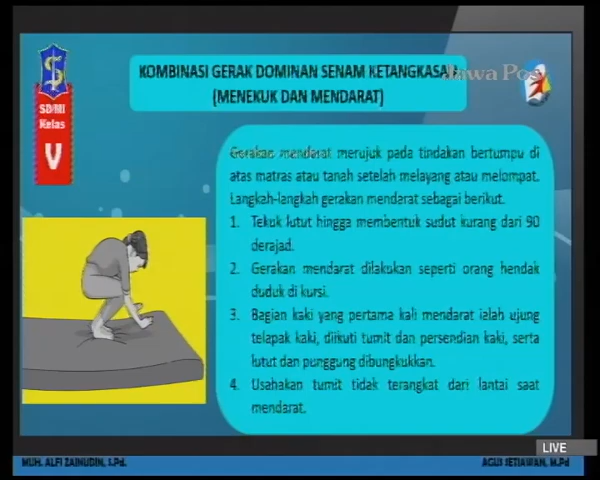 KOMBINASI GERAK DOMINAN SENAM KETANGKASAN
(MENEKUK DAN MENDARAT)
Jawa Pos
SD/MI
Kelas
V
Gerakan mendarat merujuk pada tindakan bertumpu di
atas matras atau tanah setelah melayang atau melompat.
Langkah-langkah gerakan mendarat sebagai berikut.
1. Tekuk lutut hingga membentuk sudut kurang dari 90
derajad.
2. Gerakan mendarat dilakukan seperti orang hendak
duduk di kursi.
3. Bagian kaki yang pertama kali mendarat ialah ujung
telapak kaki, diikuti tumit dan persendian kaki, serta
lutut dan punggung dibungkukkan.
4. Usahakan tumit tidak terangkat dari lantai saat
mendarat.
LIVE
MUH. ALFI ZAINUDIN, S.Pd.
AGUS SETIAWAN, M.Pd